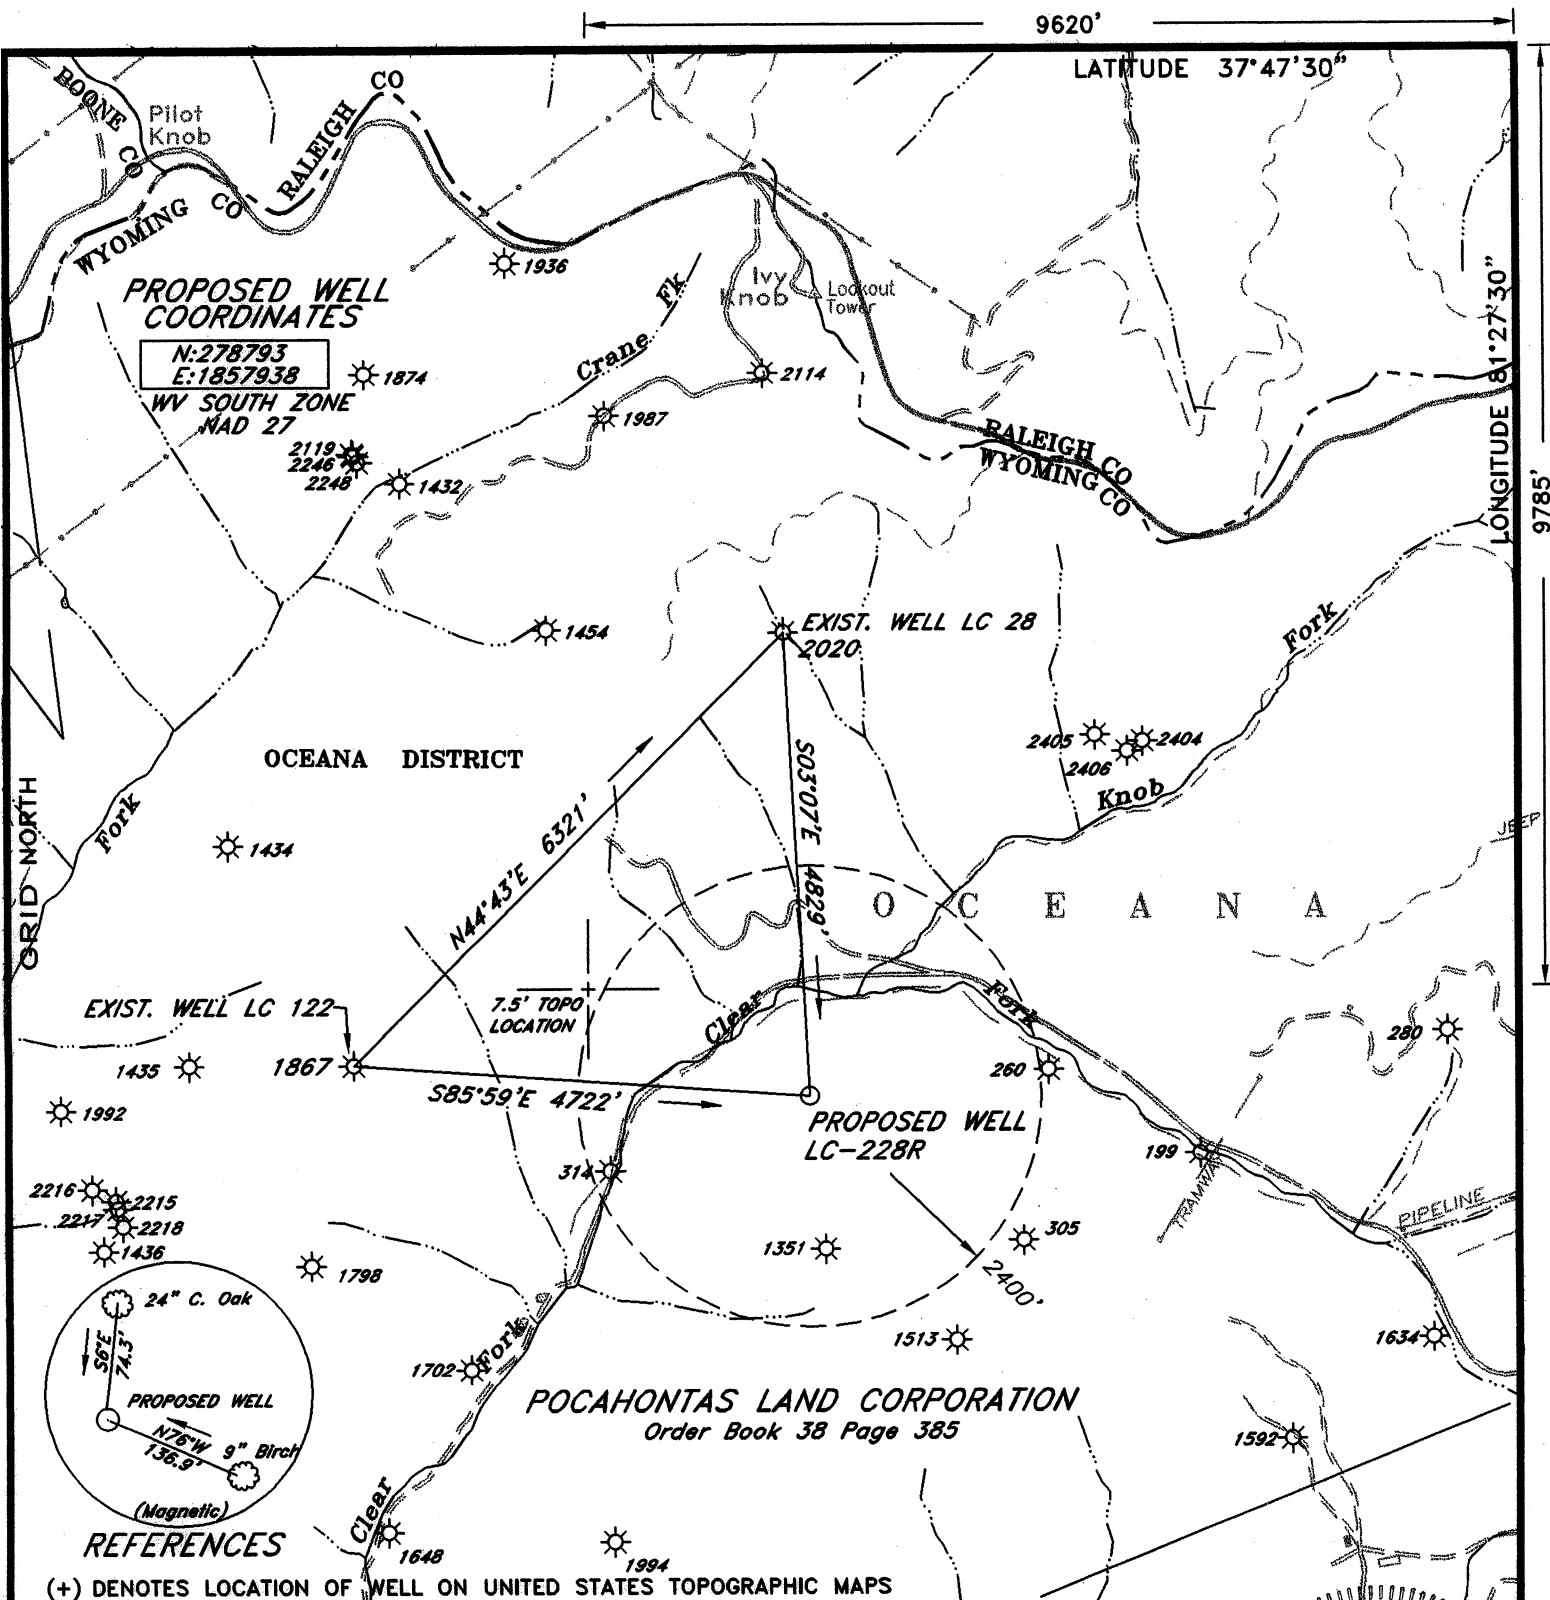 9620'
LATITUDE 37°47'30"
BOONE CO
Pilot
Knob
RALEIGH CO
WYOMING CO
1936
Crane Fk
Ivy
Knob
Lookout
Tower
PROPOSED WELL
COORDINATES
N:278793
E:1857938
WV SOUTH ZONE
NAD 27
1874
2114
1987
2119
2246
2248
1432
RALEIGH CO
WYOMING CO
LONGITUDE 81°27'30"
9785'
1454
EXIST. WELL LC 28
2020
Fork
OCEANA DISTRICT
2405
2404
2406
Knob
GRID NORTH
Fork
1434
N44°43'E 6321'
S03°07'E 4829'
JEEP
OCEANA
EXIST. WELL LC 122
7.5' TOPO
LOCATION
Clear
Fork
280
1435
1867
S85°59'E 4722'
260
1992
PROPOSED WELL
LC-228R
199
TRAMWAY
314
2216
2215
2217
2218
1436
PIPELINE
1351
305
1798
2400'
24" C. Oak
S6°E
74.3'
PROPOSED WELL
N76°W
136.9'
9" Birch
(Magnetic)
1513
1634
1702
Fork
POCAHONTAS LAND CORPORATION
Order Book 38 Page 385
1592
Clear
1648
1994
REFERENCES
(+) DENOTES LOCATION OF WELL ON UNITED STATES TOPOGRAPHIC MAPS